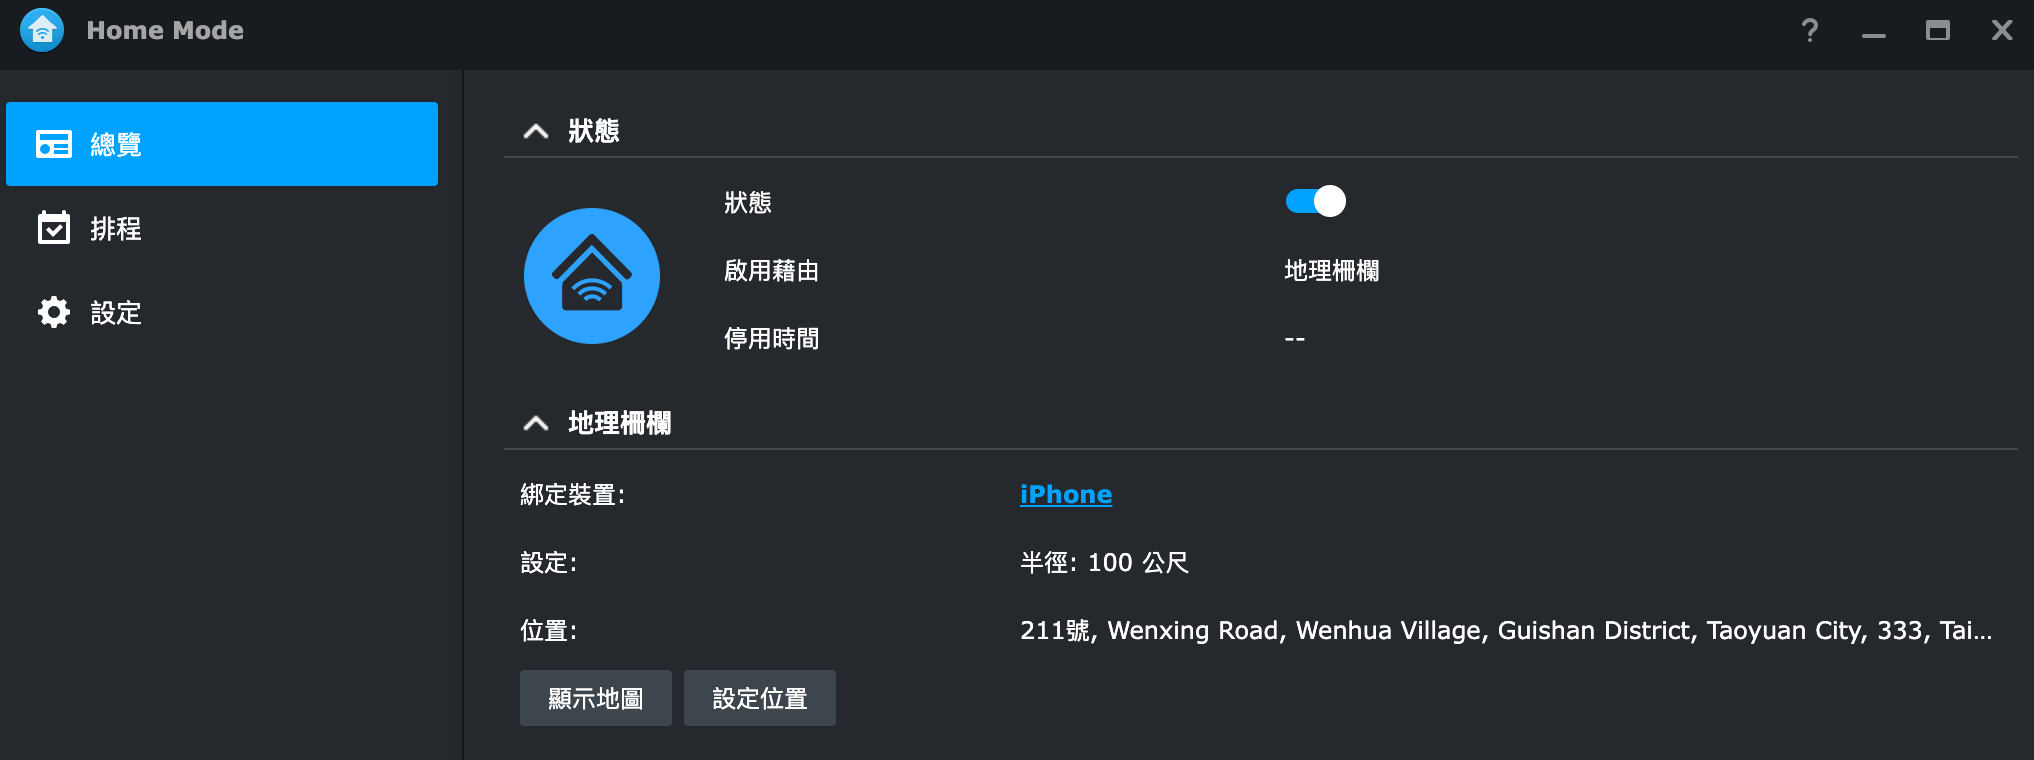 Home Mode
總覽
排程
設定
狀態
狀態
啟用藉由 地理柵欄
停用時間 --
地理柵欄
綁定裝置: iPhone
設定: 半徑: 100 公尺
位置: 211號, Wenxing Road, Wenhua Village, Guishan District, Taoyuan City, 333, Tai...
顯示地圖 設定位置